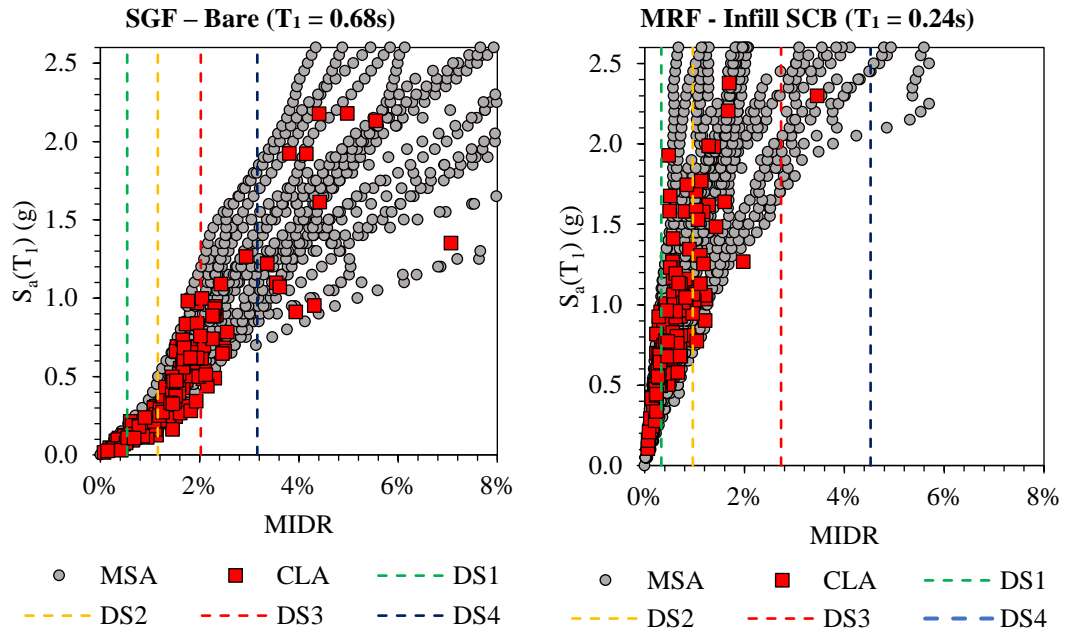 SGF – Bare (T₁ = 0.68s)
2.5
2.0
1.5
1.0
0.5
0.0
Sₐ(T₁) (g)
0% 2% 4% 6% 8%
MIDR
MSA CLA DS1
DS2 DS3 DS4
MRF - Infill SCB (T₁ = 0.24s)
2.5
2.0
1.5
1.0
0.5
0.0
Sₐ(T₁) (g)
0% 2% 4% 6% 8%
MIDR
MSA CLA DS1
DS2 DS3 DS4